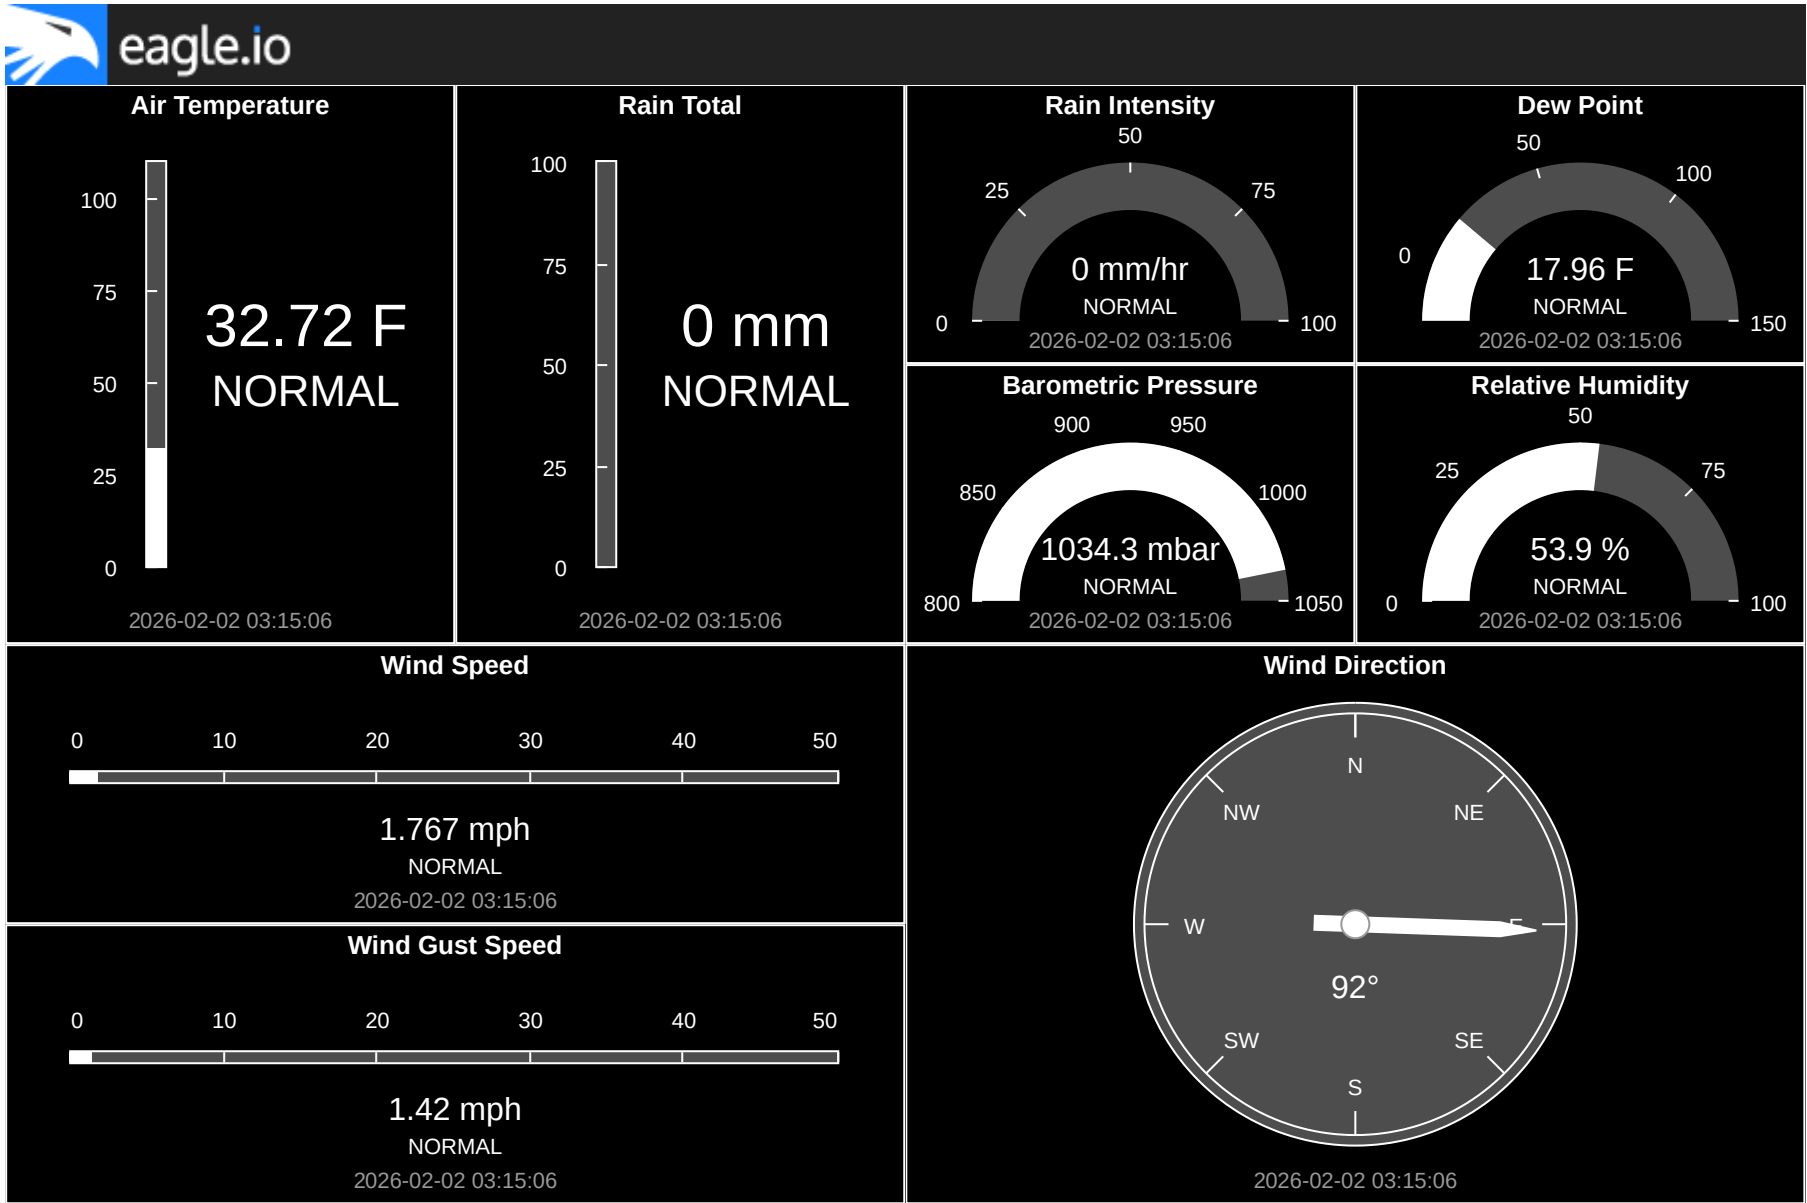 eagle.io
Air Temperature
100
75
50
25
0
32.72 F
NORMAL
2026-02-02 03:15:06
Rain Total
100
75
50
25
0
0 mm
NORMAL
2026-02-02 03:15:06
Rain Intensity
50
25
75
0
100
0 mm/hr
NORMAL
2026-02-02 03:15:06
Dew Point
50
100
0
150
17.96 F
NORMAL
2026-02-02 03:15:06
Barometric Pressure
900
950
850
1000
800
1050
1034.3 mbar
NORMAL
2026-02-02 03:15:06
Relative Humidity
50
25
75
0
100
53.9 %
NORMAL
2026-02-02 03:15:06
Wind Speed
0 10 20 30 40 50
1.767 mph
NORMAL
2026-02-02 03:15:06
Wind Gust Speed
0 10 20 30 40 50
1.42 mph
NORMAL
2026-02-02 03:15:06
Wind Direction
N
NW
NE
W
E
92°
SW
SE
S
2026-02-02 03:15:06